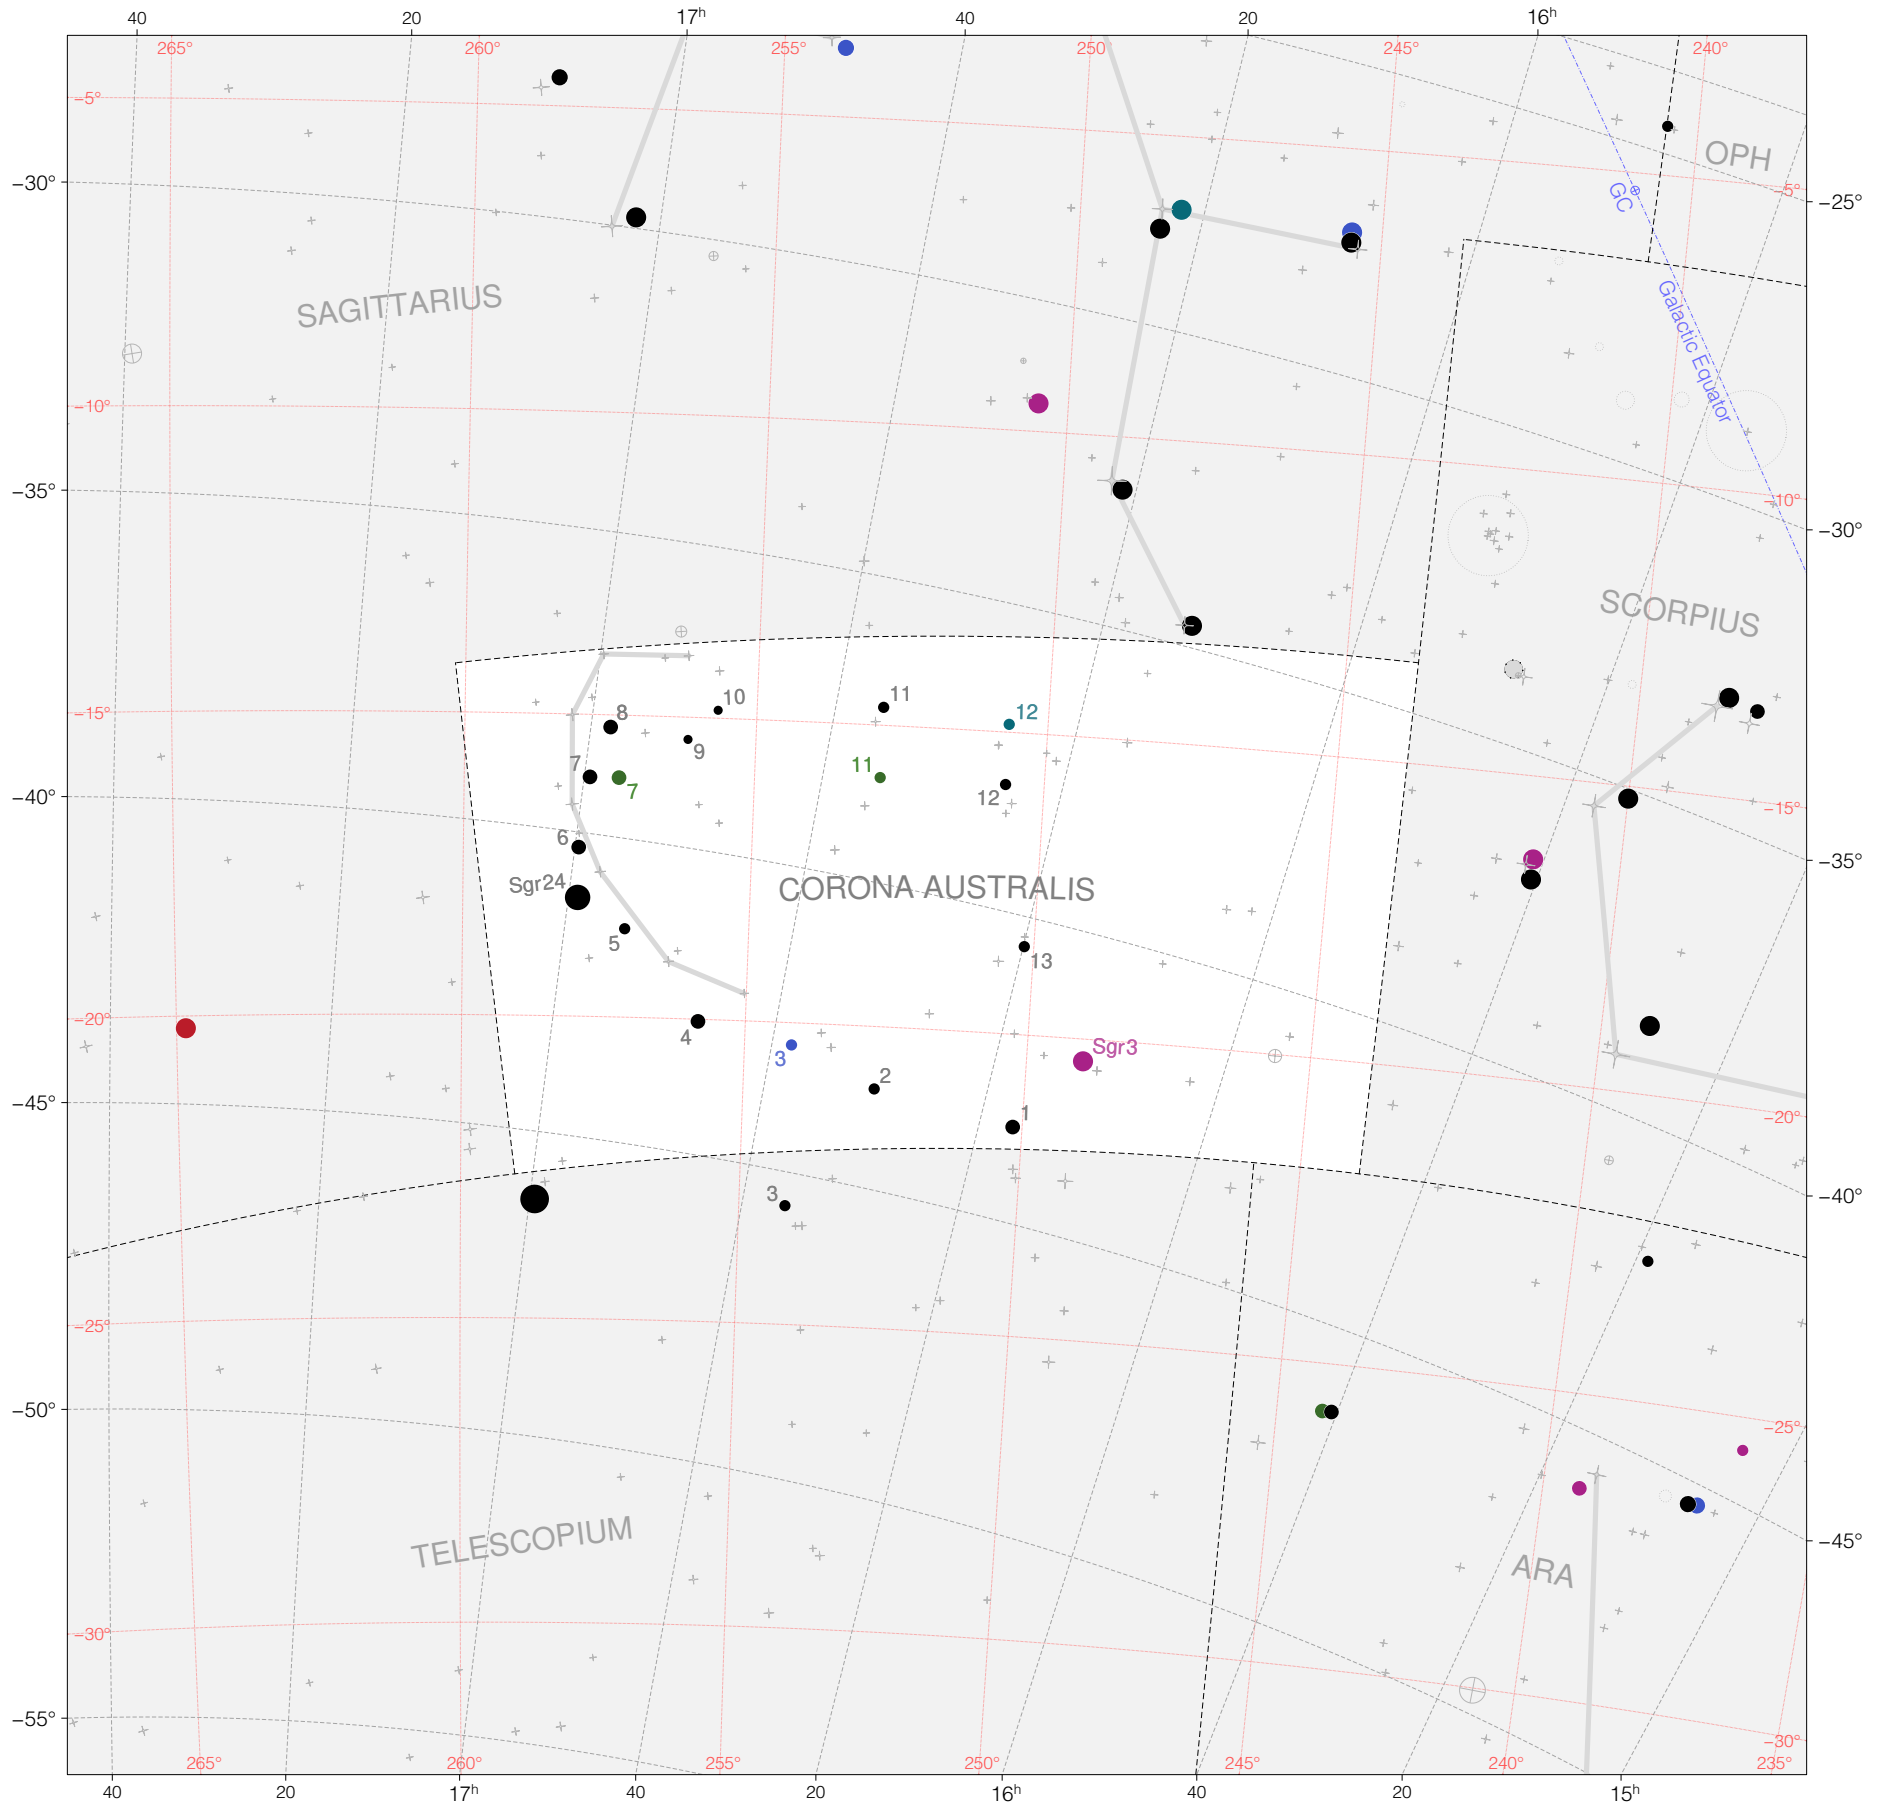 40 20 17h 40 20 16h
265° 260° 255° 250° 245° 240°
−5°
OPH
−30°
−5°
GC
−25°
SAGITTARIUS
Galactic Equator
−10°
−35°
−10°
−30°
SCORPIUS
10 11
−15° 8 12
9
7 11
7 12
−40°
−15°
6
−35°
Sgr24 CORONA AUSTRALIS
5
13
−20°
4 Sgr3
3
2
−45°
1
−20°
3
−40°
−25°
−50°
−25°
TELESCOPIUM
−45°
ARA
−30°
−55°
−30°
265° 260° 255° 250° 245° 240° 235°
40 20 17h 40 20 16h 40 20 15h